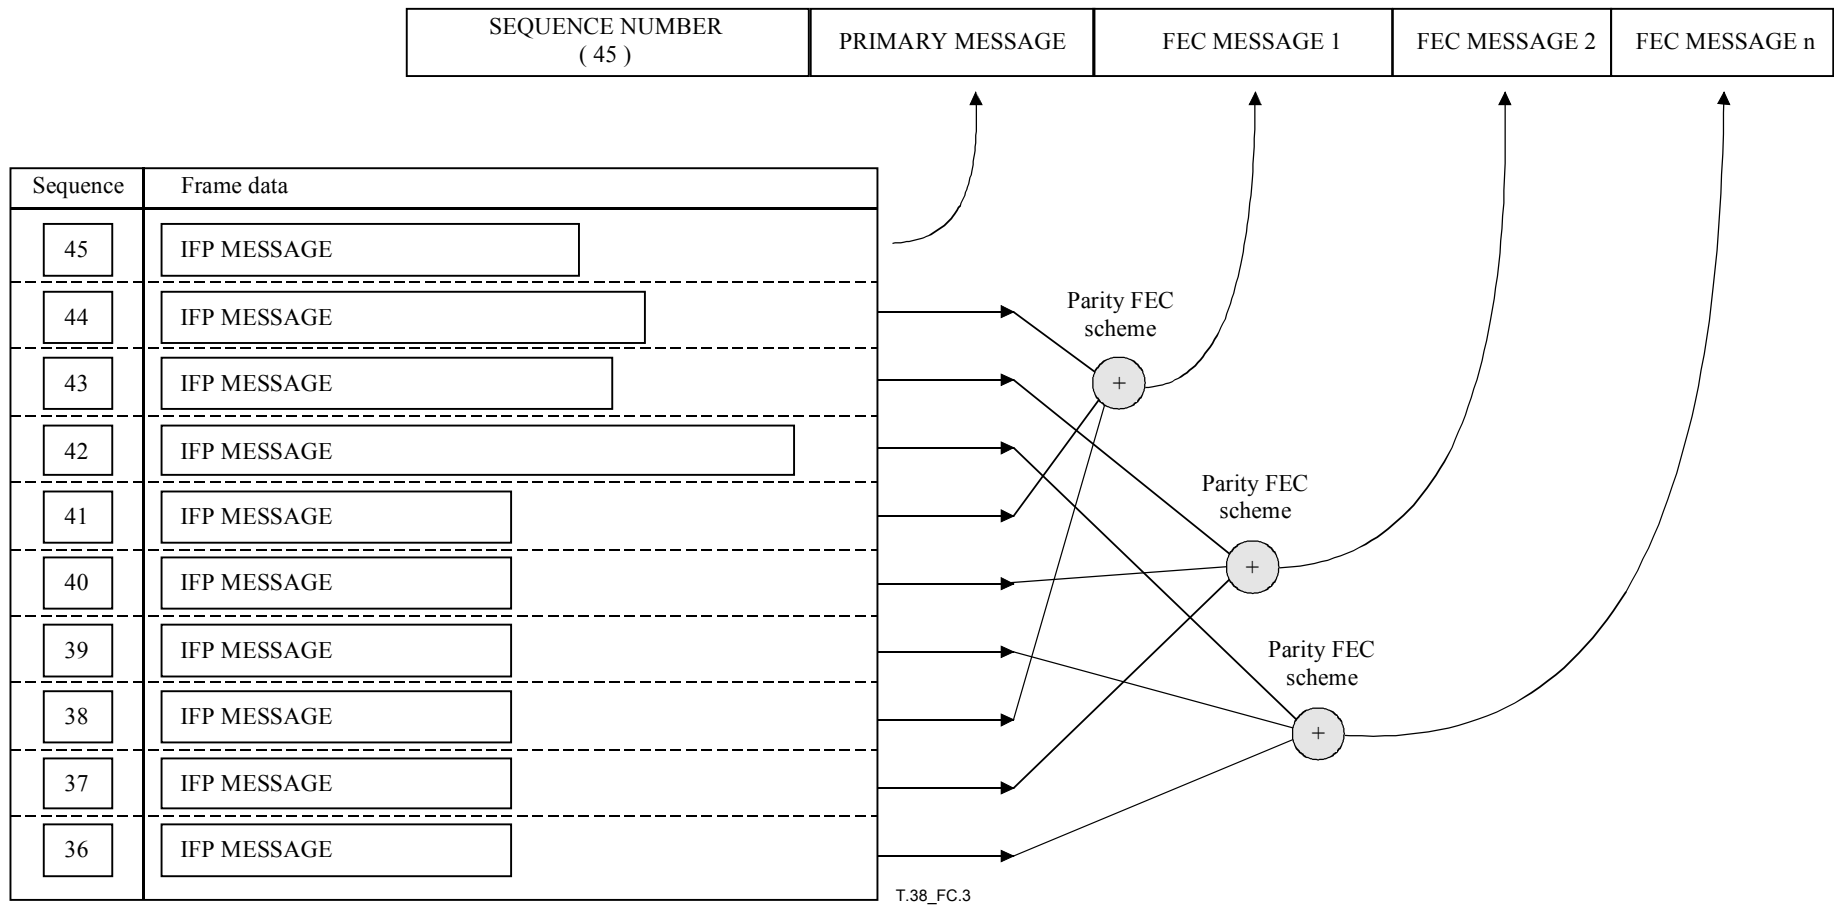 SEQUENCE NUMBER
( 45 )
PRIMARY MESSAGE
FEC MESSAGE 1
FEC MESSAGE 2
FEC MESSAGE n
Sequence
Frame data
45
IFP MESSAGE
44
IFP MESSAGE
43
IFP MESSAGE
42
IFP MESSAGE
41
IFP MESSAGE
40
IFP MESSAGE
39
IFP MESSAGE
38
IFP MESSAGE
37
IFP MESSAGE
36
IFP MESSAGE
Parity FEC
scheme
+
Parity FEC
scheme
+
Parity FEC
scheme
+
T.38_FC.3